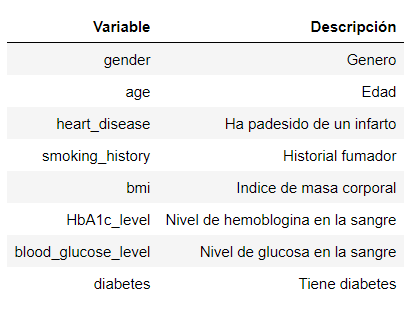 Variable Descripción
gender Genero
age Edad
heart_disease Ha padesido de un infarto
smoking_history Historial fumador
bmi Indice de masa corporal
HbA1c_level Nivel de hemoblogina en la sangre
blood_glucose_level Nivel de glucosa en la sangre
diabetes Tiene diabetes